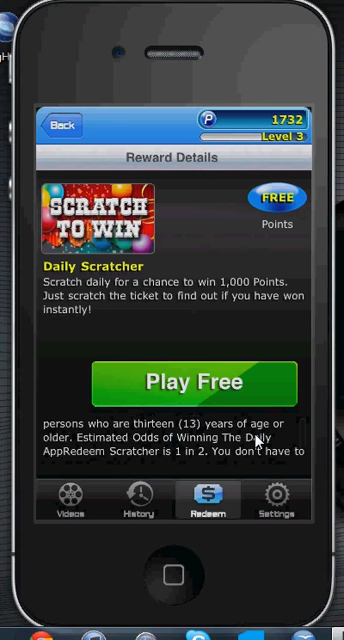 Back
P
1732
Level 3
Reward Details
SCRATCH
TO WIN
FREE
Points
Daily Scratcher
Scratch daily for a chance to win 1,000 Points.
Just scratch the ticket to find out if you have won
instantly!
Play Free
persons who are thirteen (13) years of age or
older. Estimated Odds of Winning The Daily
AppRedeem Scratcher is 1 in 2. You don't have to
Videos
History
$
Redeem
Settings